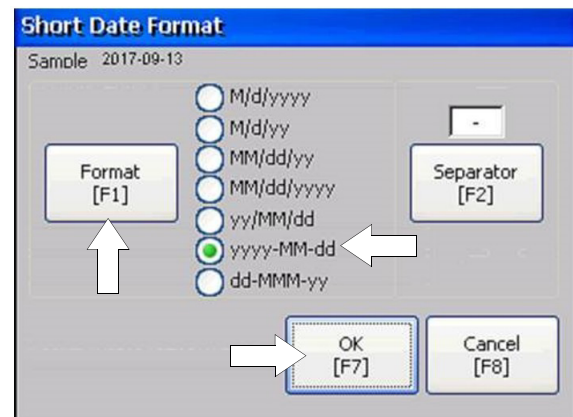 Short Date Format
Sample 2017-09-13
M/d/yyyy
M/d/yy
MM/dd/yy
MM/dd/yyyy
yy/MM/dd
yyyy-MM-dd
dd-MMM-yy
Format
[F1]
-
Separator
[F2]
OK
[F7]
Cancel
[F8]